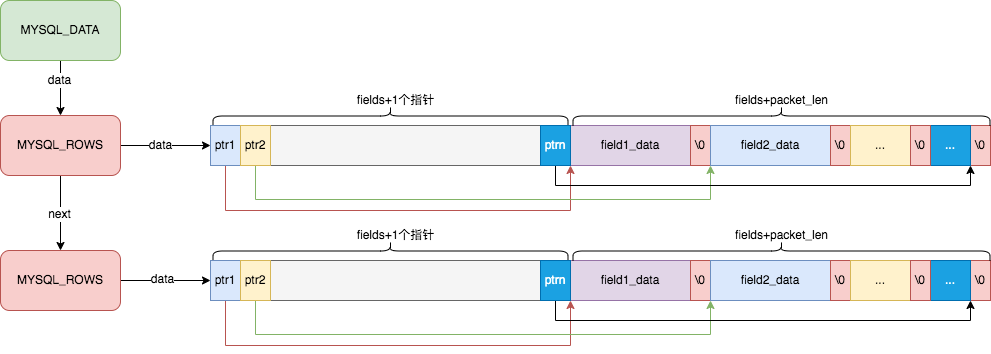 MYSQL_DATA
data
fields+1个指针
fields+packet_len
MYSQL_ROWS
data
ptr1
ptr2
ptrn
field1_data
\0
field2_data
\0
...
\0
...
\0
next
fields+1个指针
fields+packet_len
MYSQL_ROWS
data
ptr1
ptr2
ptrn
field1_data
\0
field2_data
\0
...
\0
...
\0